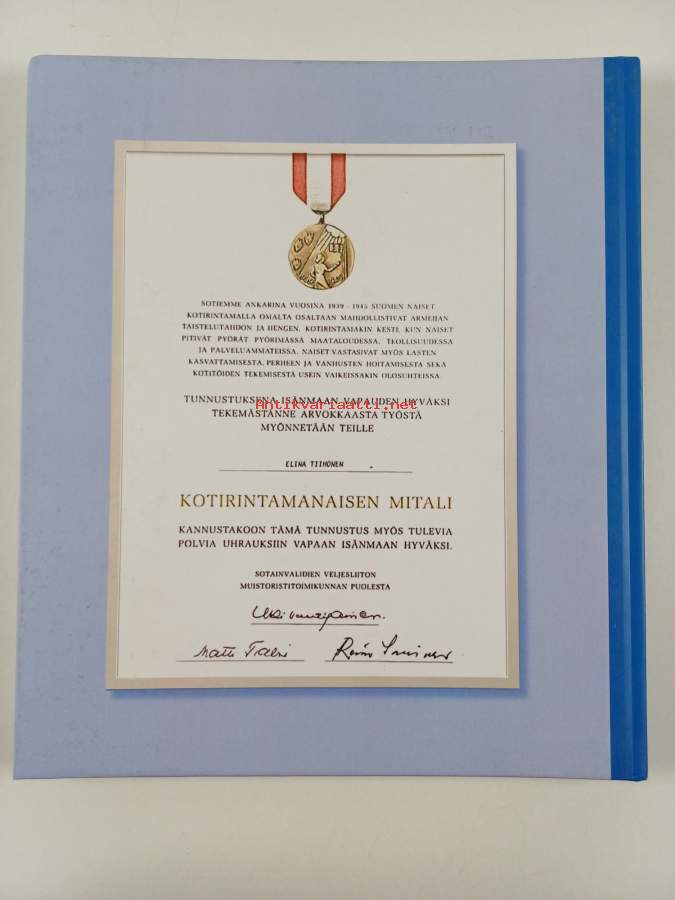 SOTIEMME ANKARINA VUOSINA 1939 - 1945 SUOMEN NAISET
KOTIRINTAMALLA OMALTA OSALTAAN MAHDOLLISTIVAT ARMEIJAN
TAISTELUTAHDON JA HENGEN. KOTIRINTAMAKIN KESTI, KUN NAISET
PITIVÄT PYÖRÄT PYÖRIMÄSSÄ MAATALOUDESSA, TEOLLISUUDESSA
JA PALVELUAMMATEISSA. NAISET VASTASIVAT MYÖS LASTEN
KASVATTAMISESTA, PERHEEN JA VANHUSTEN HOITAMISESTA SEKÄ
KOTITÖIDEN TEKEMISESTÄ USEIN VAIKEISSAKIN OLOSUHTEISSA.
TUNNUSTUKSENA ISÄNMAAN VAPAUDEN HYVÄKSI
Antikvariaatti.net
TEKEMÄSTÄNNE ARVOKKAASTA TYÖSTÄ
MYÖNNETÄÄN TEILLE
ELINA TIIHONEN
KOTIRINTAMANAISEN MITALI
KANNUSTAKOON TÄMÄ TUNNUSTUS MYÖS TULEVIA
POLVIA UHRAUKSIIN VAPAAN ISÄNMAAN HYVÄKSI.
SOTAINVALIDIEN VELJESLIITON
MUISTORISTITOIMIKUNNAN PUOLESTA